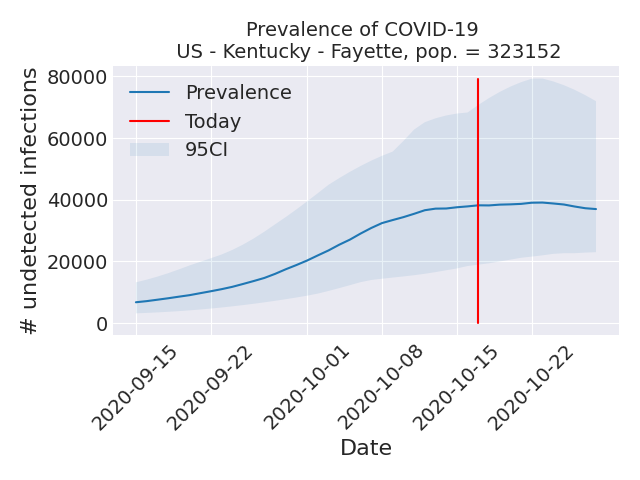 Prevalence of COVID-19
US - Kentucky - Fayette, pop. = 323152
# undetected infections
80000
60000
40000
20000
0
Prevalence
Today
95CI
2020-09-15
2020-09-22
2020-10-01
2020-10-08
2020-10-15
2020-10-22
Date